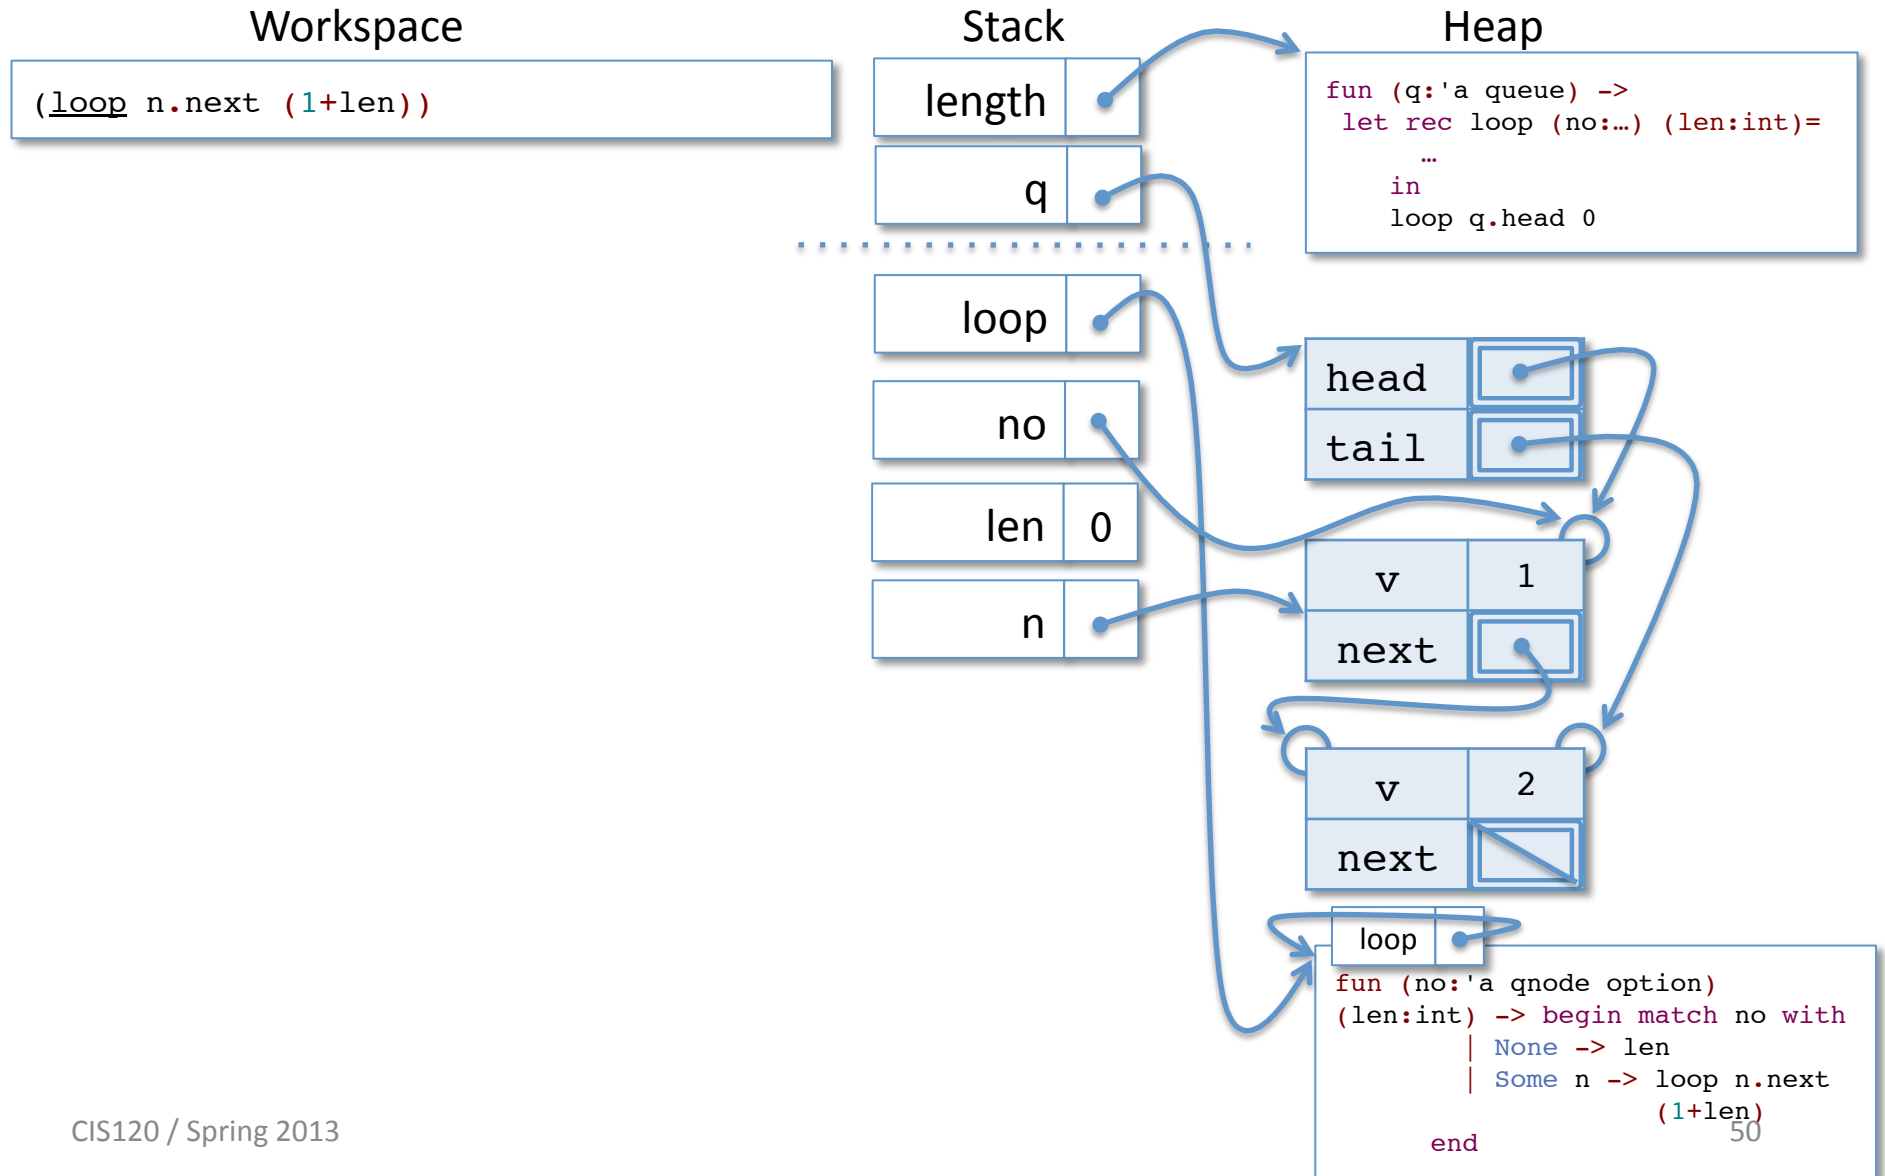 Workspace
Stack
Heap
(loop n.next (1+len))
length
q
loop
no
len 0
n
fun (q:'a queue) ->
let rec loop (no:…) (len:int)=
…
in
loop q.head 0
head
tail
v 1
next
v 2
next
loop
fun (no:'a qnode option)
(len:int) -> begin match no with
| None -> len
| Some n -> loop n.next
(1+len)
end
CIS120 / Spring 2013
50